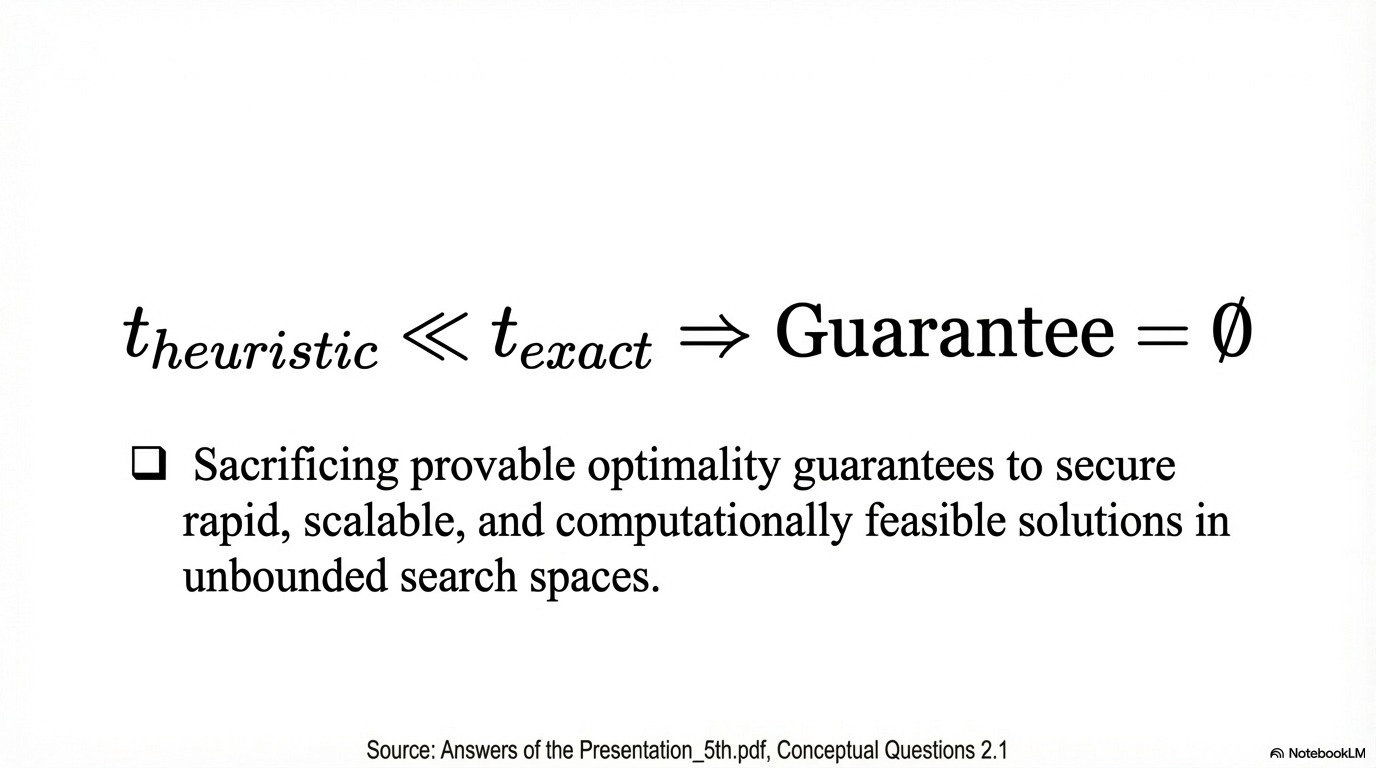 t_heuristic ≪ t_exact ⇒ Guarantee = ∅
❑ Sacrificing provable optimality guarantees to secure
rapid, scalable, and computationally feasible solutions in
unbounded search spaces.
Source: Answers of the Presentation_5th.pdf, Conceptual Questions 2.1
NotebookLM